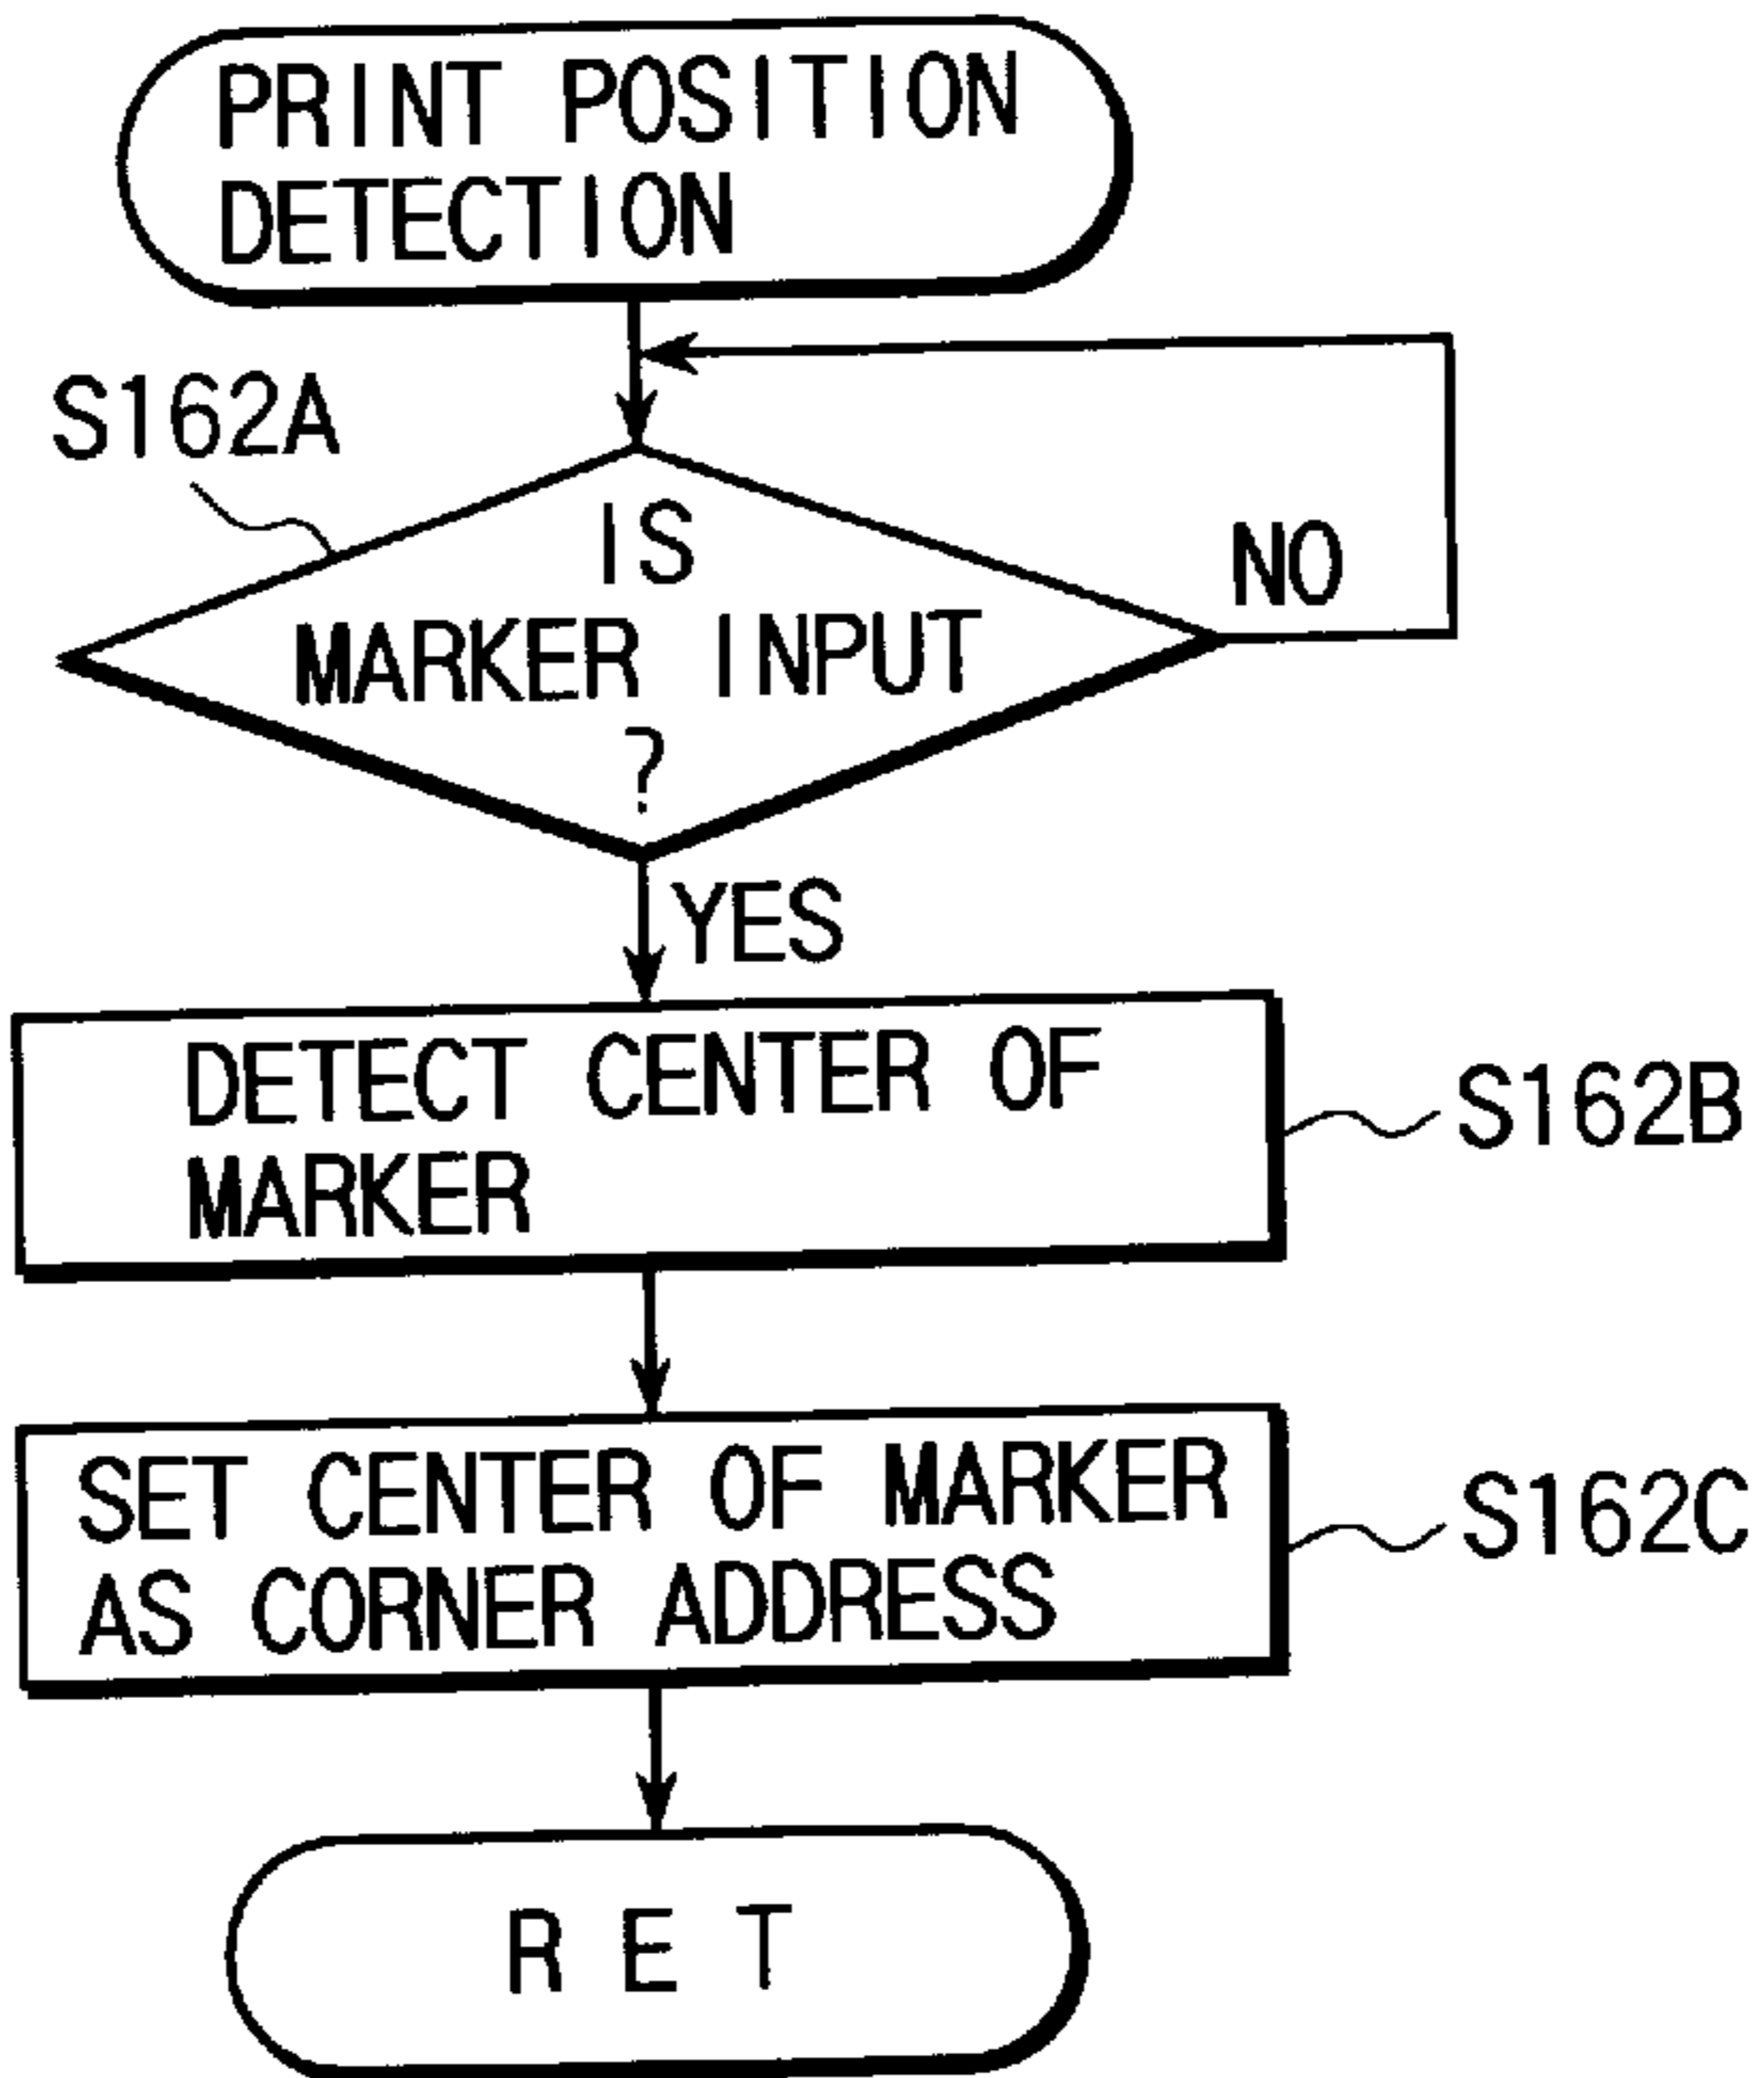 PRINT POSITION
DETECTION
S162A
IS
MARKER INPUT
?
NO
YES
DETECT CENTER OF
MARKER
S162B
SET CENTER OF MARKER
AS CORNER ADDRESS
S162C
RET